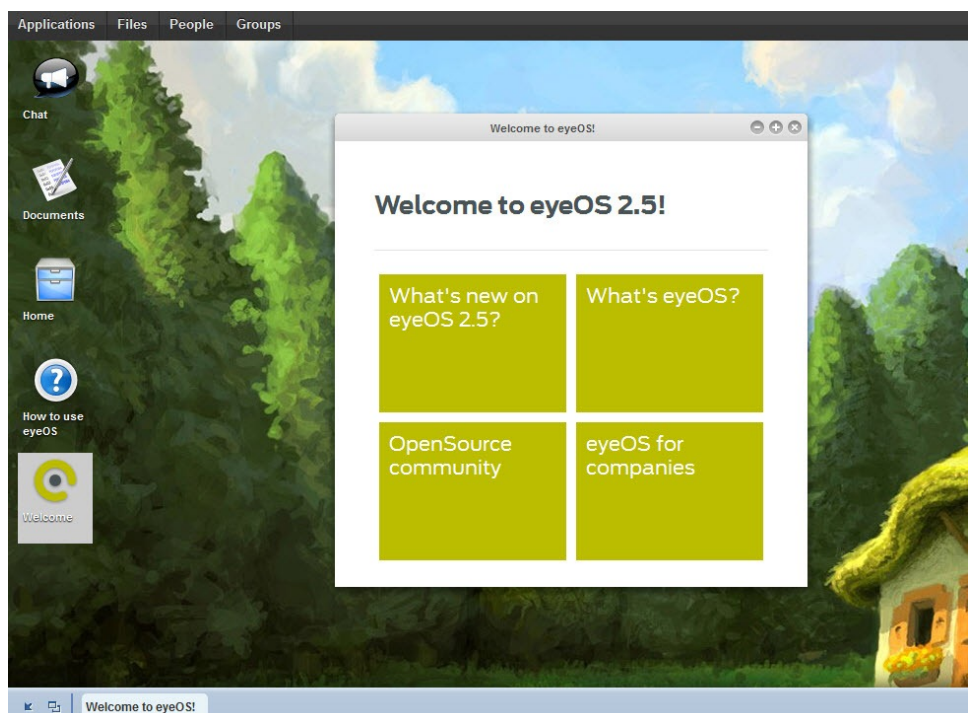 Applications Files People Groups
Chat
Documents
Home
How to use
eyeOS
Welcome
Welcome to eyeOS!
Welcome to eyeOS 2.5!
What's new on
eyeOS 2.5?
What's eyeOS?
OpenSource
community
eyeOS for
companies
Welcome to eyeOS!